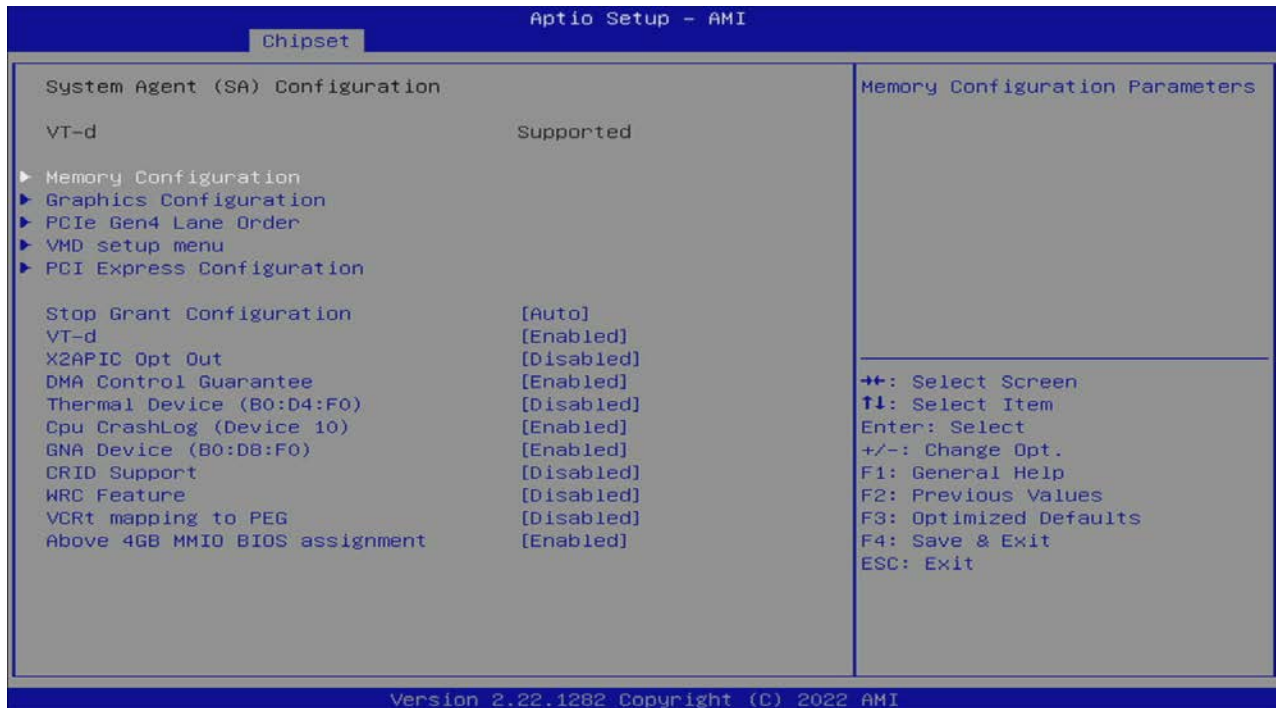 Aptio Setup – AMI
Chipset
System Agent (SA) Configuration
VT-d Supported
▶ Memory Configuration
▶ Graphics Configuration
▶ PCIe Gen4 Lane Order
▶ VMD setup menu
▶ PCI Express Configuration
Stop Grant Configuration [Auto]
VT-d [Enabled]
X2APIC Opt Out [Disabled]
DMA Control Guarantee [Enabled]
Thermal Device (B0:D4:F0) [Disabled]
Cpu CrashLog (Device 10) [Enabled]
GNA Device (B0:D8:F0) [Enabled]
CRID Support [Disabled]
WRC Feature [Disabled]
VCRt mapping to PEG [Disabled]
Above 4GB MMIO BIOS assignment [Enabled]
Memory Configuration Parameters
→←: Select Screen
↑↓: Select Item
Enter: Select
+/-: Change Opt.
F1: General Help
F2: Previous Values
F3: Optimized Defaults
F4: Save & Exit
ESC: Exit
Version 2.22.1282 Copyright (C) 2022 AMI